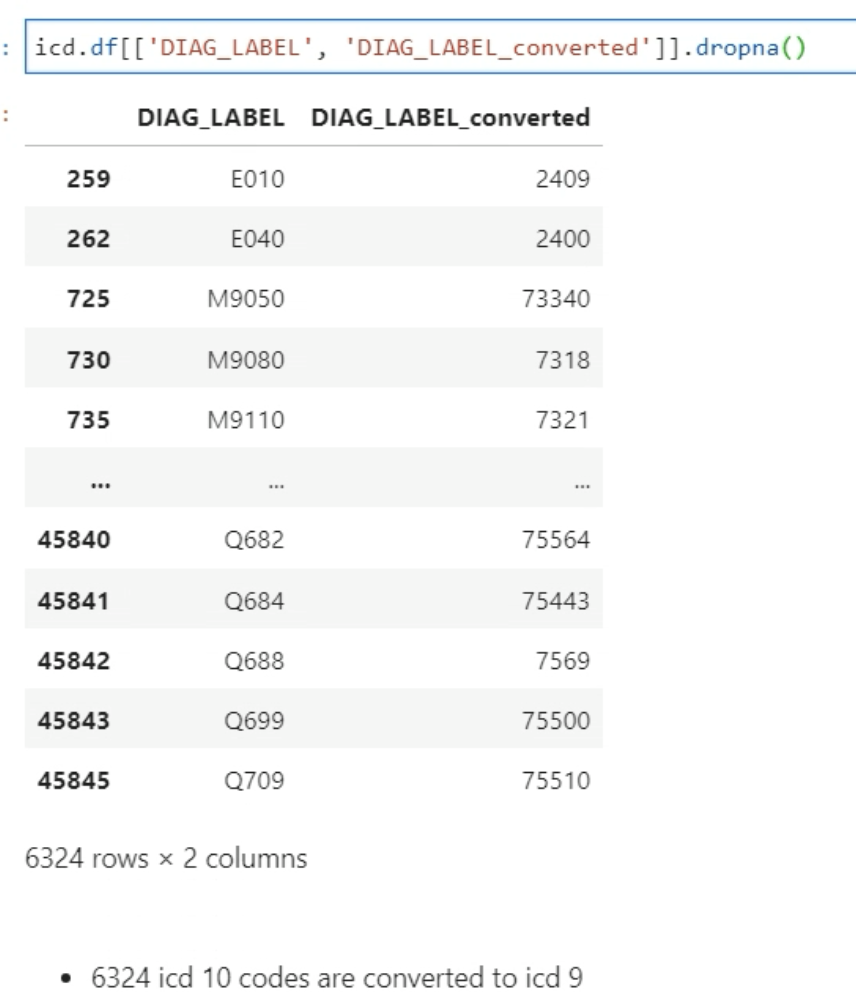 : icd.df[['DIAG_LABEL', 'DIAG_LABEL_converted']].dropna()
: DIAG_LABEL DIAG_LABEL_converted
259 E010 2409
262 E040 2400
725 M9050 73340
730 M9080 7318
735 M9110 7321
... ... ...
45840 Q682 75564
45841 Q684 75443
45842 Q688 7569
45843 Q699 75500
45845 Q709 75510
6324 rows × 2 columns
• 6324 icd 10 codes are converted to icd 9